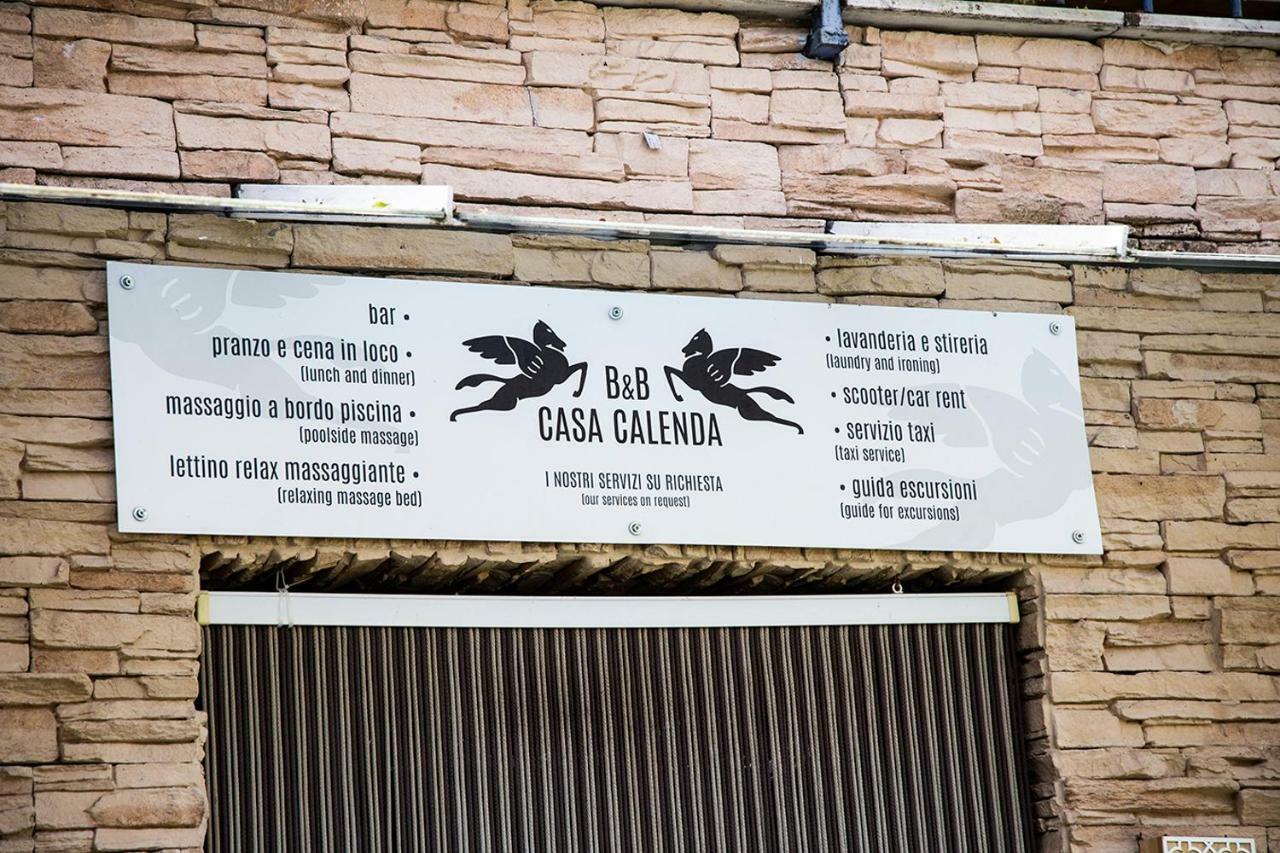 bar •
pranzo e cena in loco •
(lunch and dinner)
massaggio a bordo piscina •
(poolside massage)
lettino relax massaggiante •
(relaxing massage bed)
B&B
CASA CALENDA
I NOSTRI SERVIZI SU RICHIESTA
(our services on request)
• lavanderia e stireria
(laundry and ironing)
• scooter/car rent
• servizio taxi
(taxi service)
• guida escursioni
(guide for excursions)